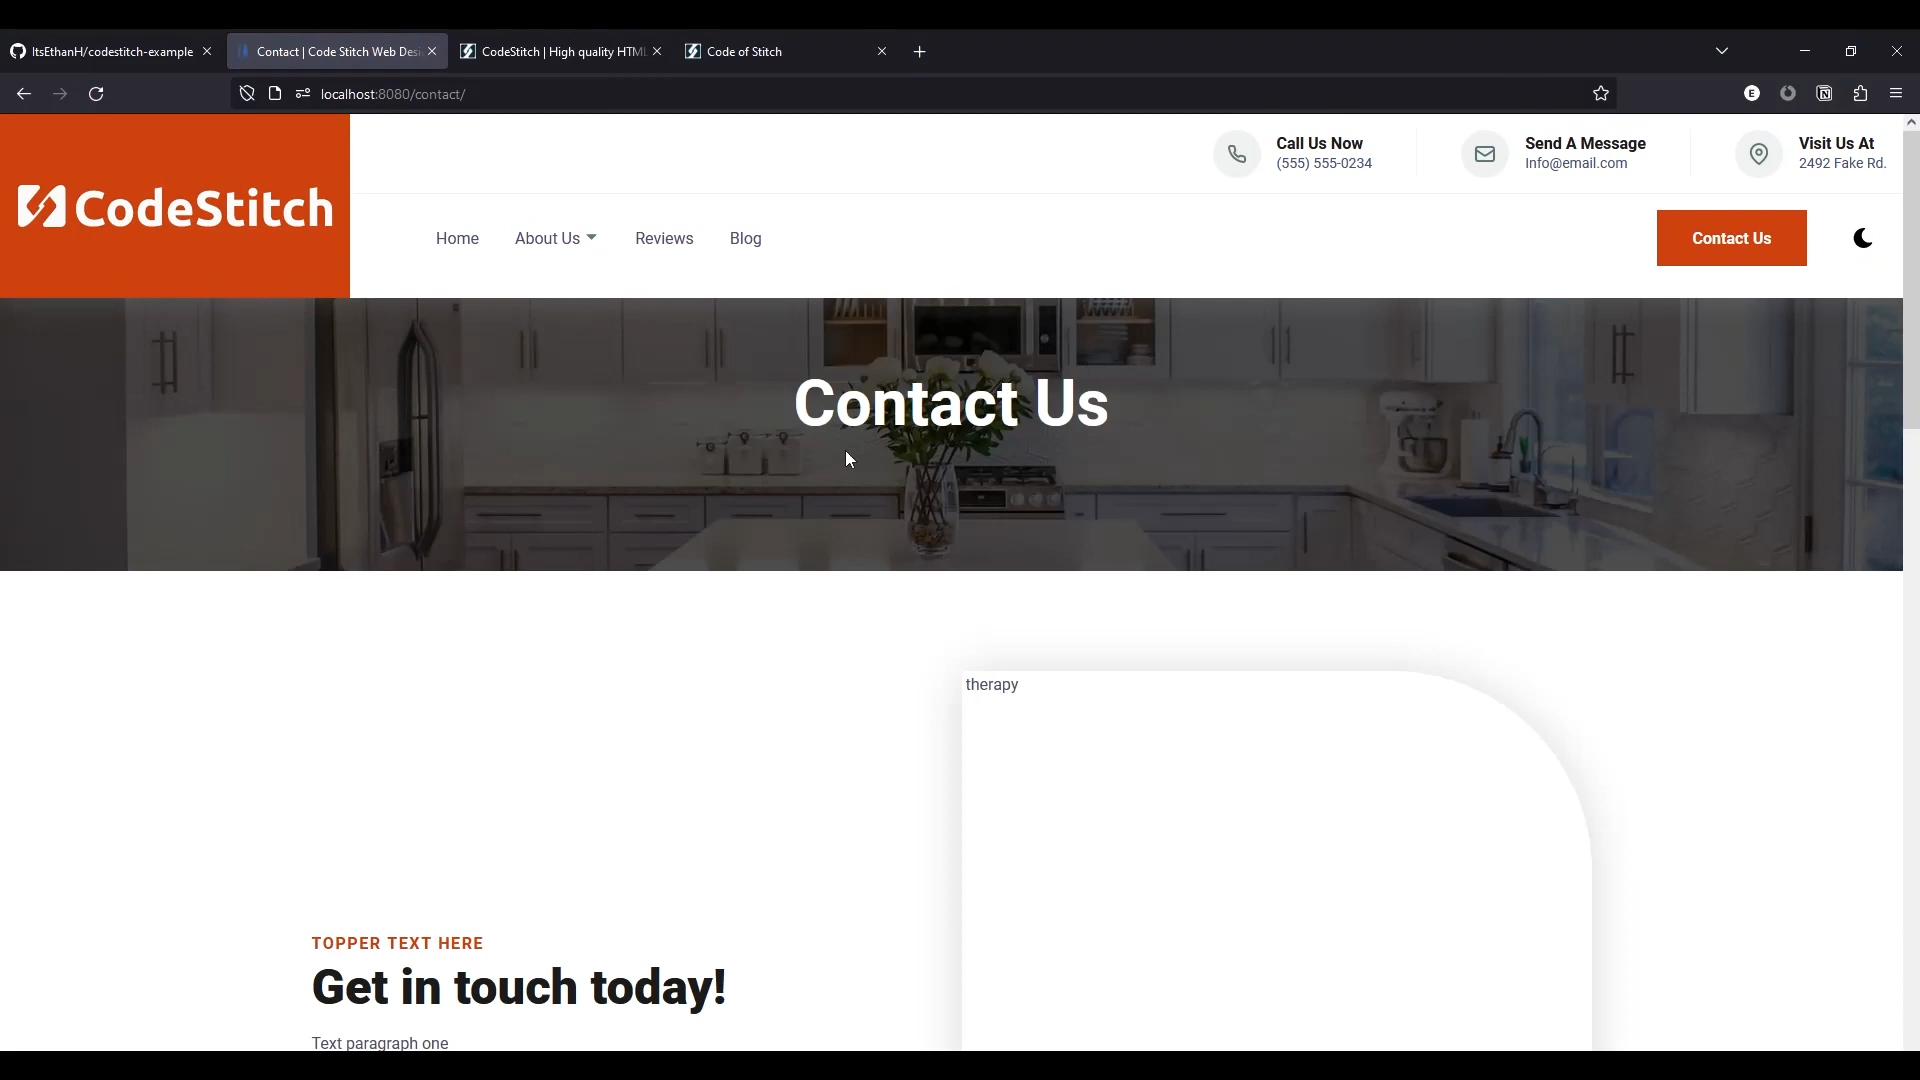 ItsEthanH/codestitch-example
Contact | Code Stitch Web Des
CodeStitch | High quality HTML
Code of Stitch
localhost:8080/contact/
E
CodeStitch
Call Us Now
(555) 555-0234
Send A Message
Info@email.com
Visit Us At
2492 Fake Rd.
Home
About Us
Reviews
Blog
Contact Us
Contact Us
therapy
TOPPER TEXT HERE
Get in touch today!
Text paragraph one